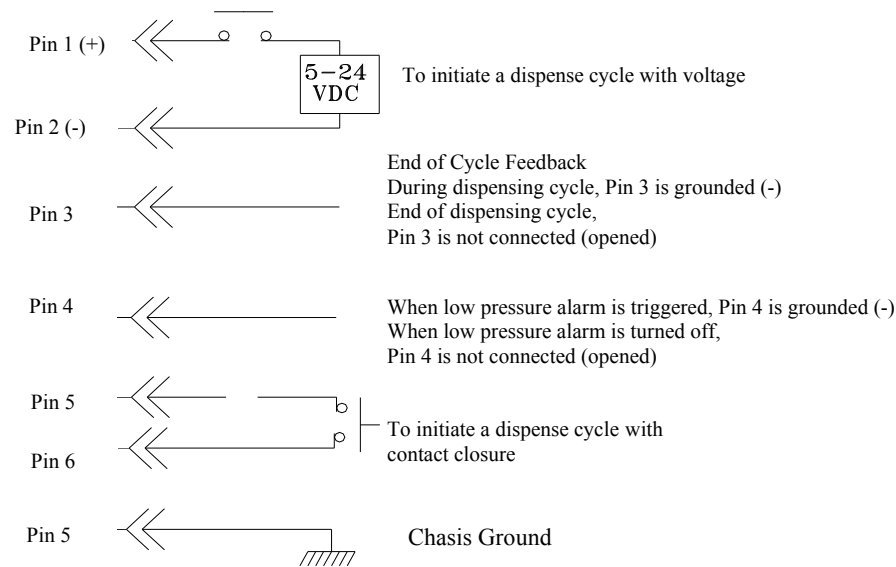 Pin 1 (+)
5-24
VDC
To initiate a dispense cycle with voltage
Pin 2 (-)
End of Cycle Feedback
During dispensing cycle, Pin 3 is grounded (-)
End of dispensing cycle,
Pin 3 is not connected (opened)
Pin 3
Pin 4
When low pressure alarm is triggered, Pin 4 is grounded (-)
When low pressure alarm is turned off,
Pin 4 is not connected (opened)
Pin 5
Pin 6
To initiate a dispense cycle with
contact closure
Pin 5
Chasis Ground